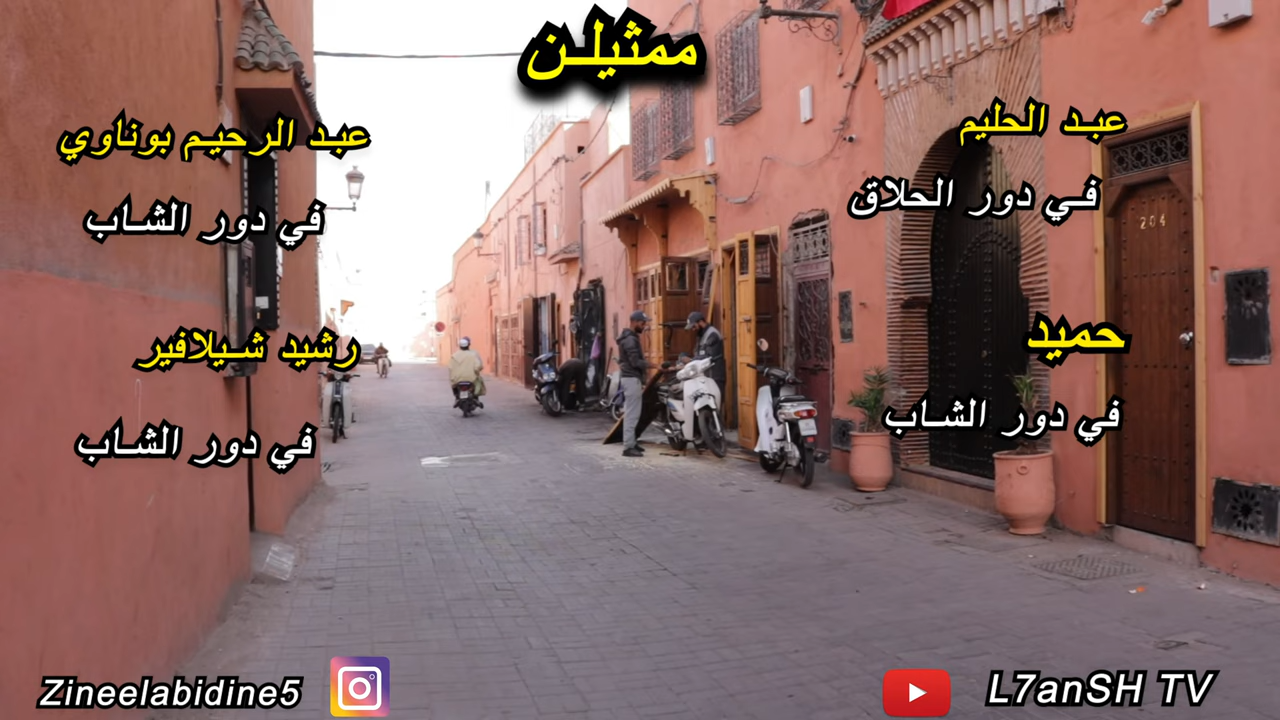 ممثيلن
عبد الحليم
في دور الحلاق
حميد
في دور الشاب
عبد الرحيم بوناوي
في دور الشاب
رشيد شيلافير
في دور الشاب
204
Zineelabidine5
L7anSH TV